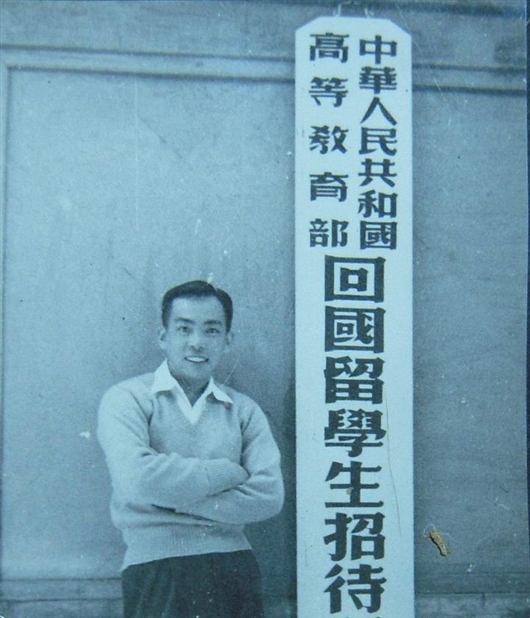 中華人民共和國
高等教育部
回國留學生招待